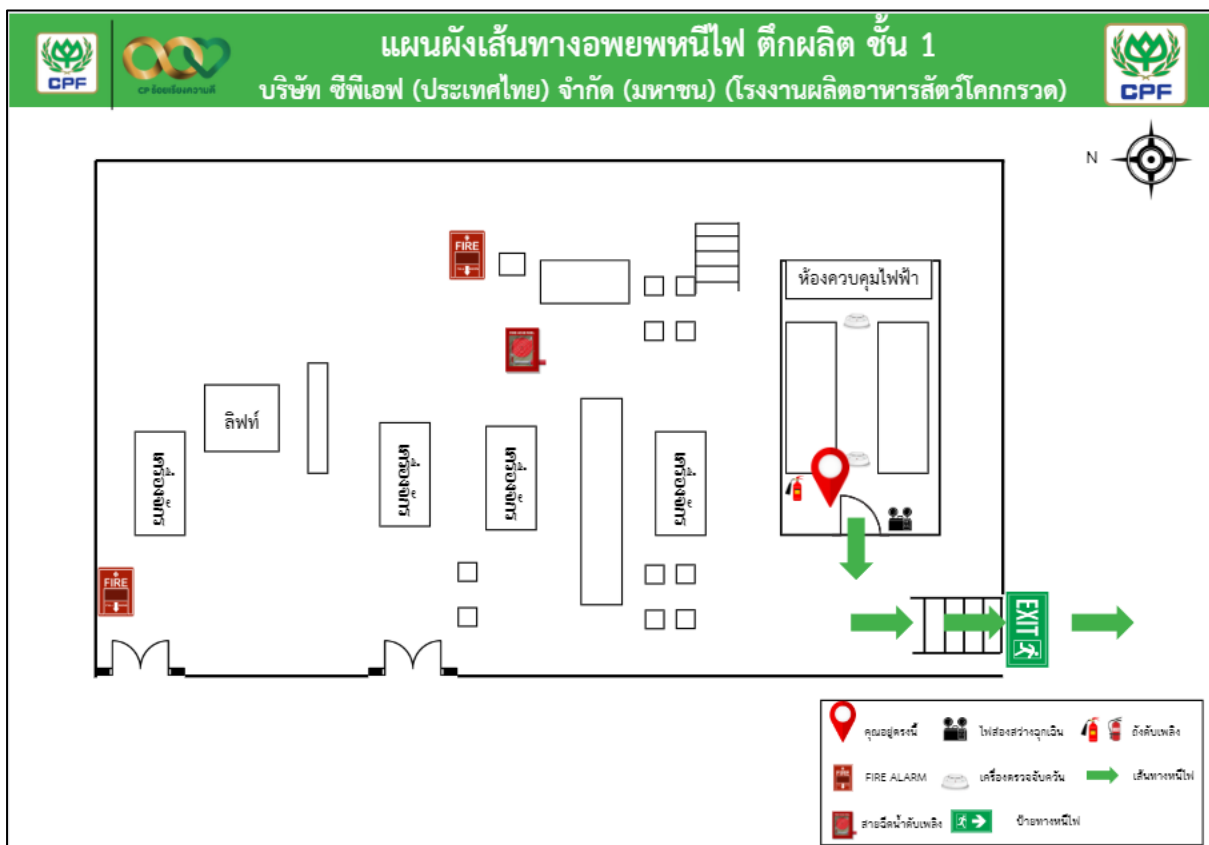 แผนผังเส้นทางอพยพหนีไฟ ตึกผลิต ชั้น 1
บริษัท ซีพีเอฟ (ประเทศไทย) จำกัด (มหาชน) (โรงงานผลิตอาหารสัตว์โคกกรวด)
CPF
CP ร้อยเรียงความดี
CPF
N
FIRE
ห้องควบคุมไฟฟ้า
ลิฟท์
เครื่องจักร
เครื่องจักร
เครื่องจักร
เครื่องจักร
FIRE
EXIT
คุณอยู่ตรงนี้
ไฟส่องสว่างฉุกเฉิน
ถังดับเพลิง
FIRE
FIRE ALARM
เครื่องตรวจจับควัน
เส้นทางหนีไฟ
สายฉีดน้ำดับเพลิง
ป้ายทางหนีไฟ